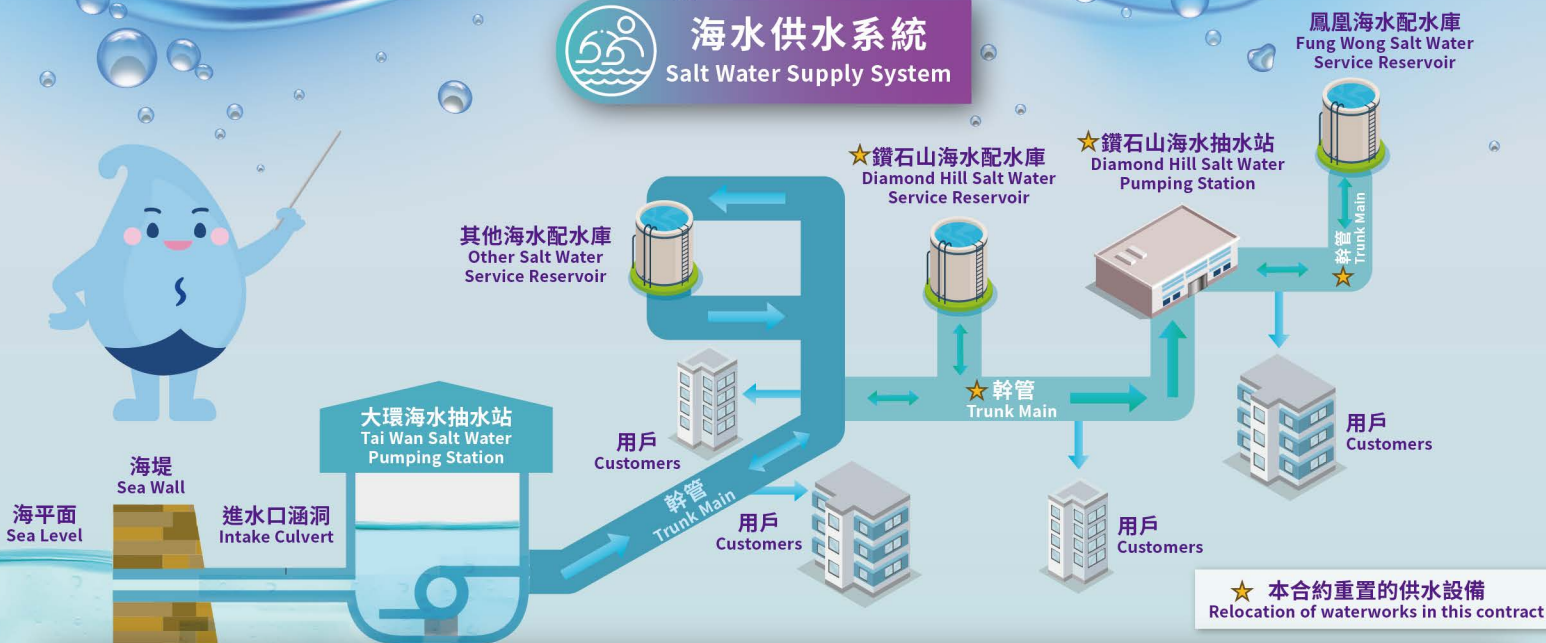 海水供水系統
Salt Water Supply System
鳳凰海水配水庫
Fung Wong Salt Water
Service Reservoir
鑽石山海水抽水站
Diamond Hill Salt Water
Pumping Station
鑽石山海水配水庫
Diamond Hill Salt Water
Service Reservoir
幹管
Trunk Main
其他海水配水庫
Other Salt Water
Service Reservoir
幹管
Trunk Main
大環海水抽水站
Tai Wan Salt Water
Pumping Station
用戶
Customers
用戶
Customers
海堤
Sea Wall
海平面
Sea Level
進水口涵洞
Intake Culvert
幹管
Trunk Main
用戶
Customers
用戶
Customers
本合約重置的供水設備
Relocation of waterworks in this contract